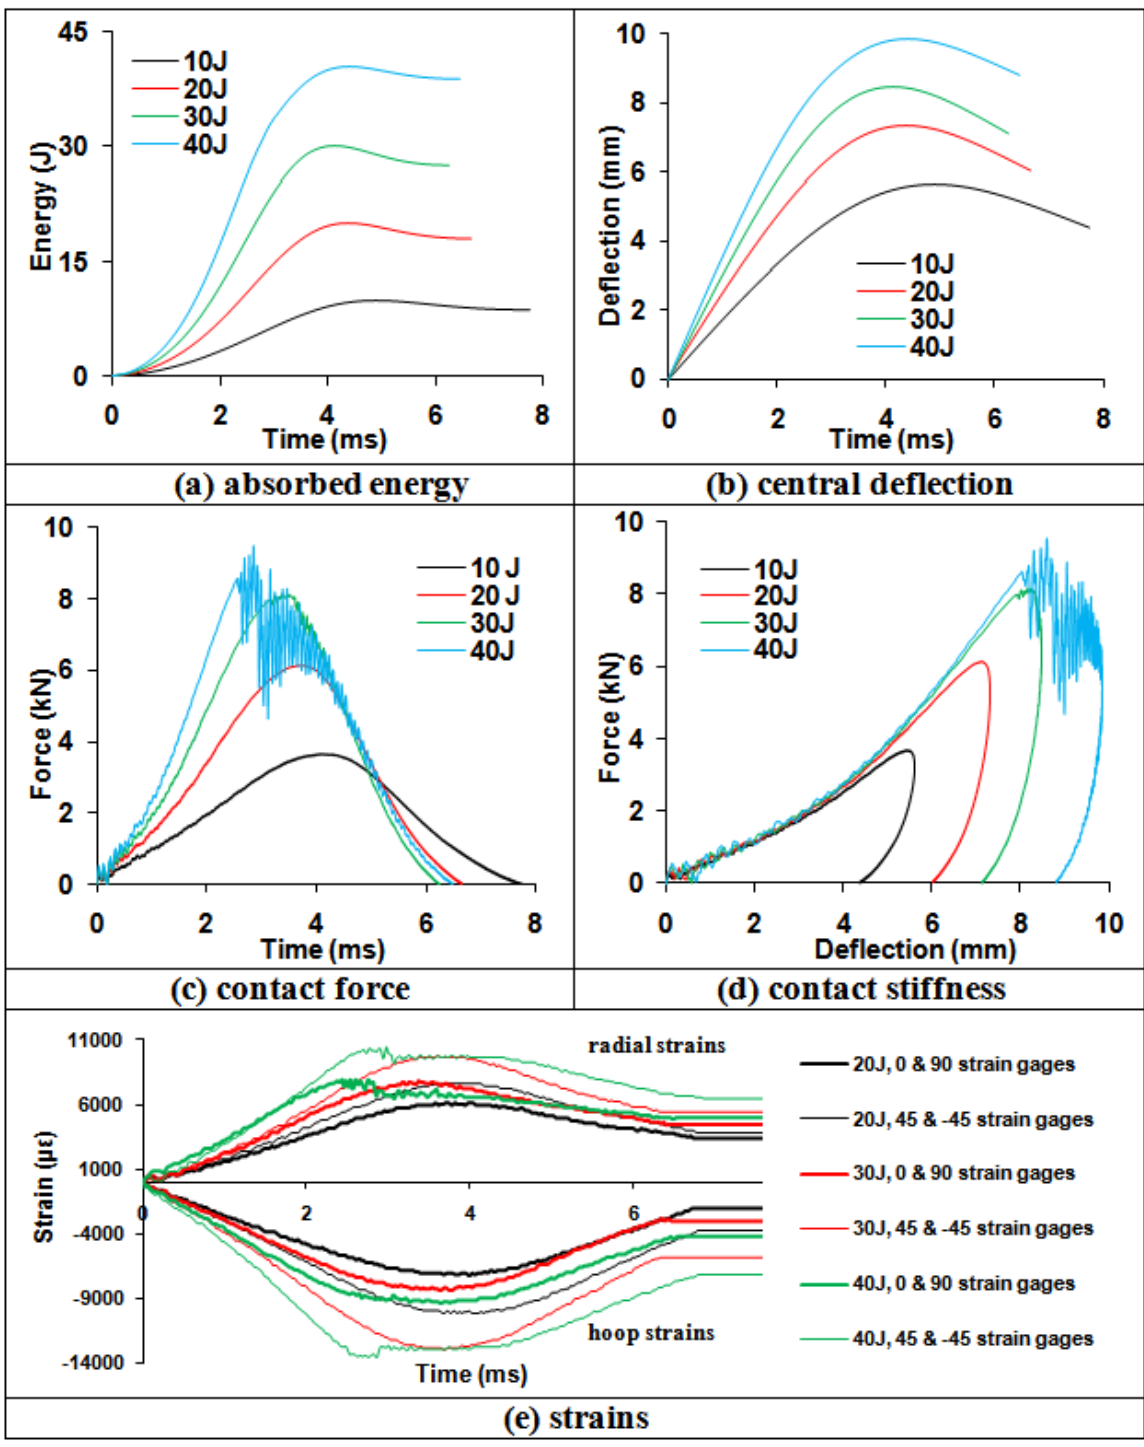 45
30
15
0
Energy (J)
10J
20J
30J
40J
0 2 4 6 8
Time (ms)
(a) absorbed energy
10
8
6
4
2
0
Deflection (mm)
10J
20J
30J
40J
0 2 4 6 8
Time (ms)
(b) central deflection
10
8
6
4
2
0
Force (kN)
10 J
20 J
30J
40J
0 2 4 6 8
Time (ms)
(c) contact force
10
8
6
4
2
0
Force (kN)
10J
20J
30J
40J
0 2 4 6 8 10
Deflection (mm)
(d) contact stiffness
11000
6000
1000
-4000
-9000
-14000
Strain (µε)
radial strains
0 2 4 6
hoop strains
Time (ms)
20J, 0 & 90 strain gages
20J, 45 & -45 strain gages
30J, 0 & 90 strain gages
30J, 45 & -45 strain gages
40J, 0 & 90 strain gages
40J, 45 & -45 strain gages
(e) strains